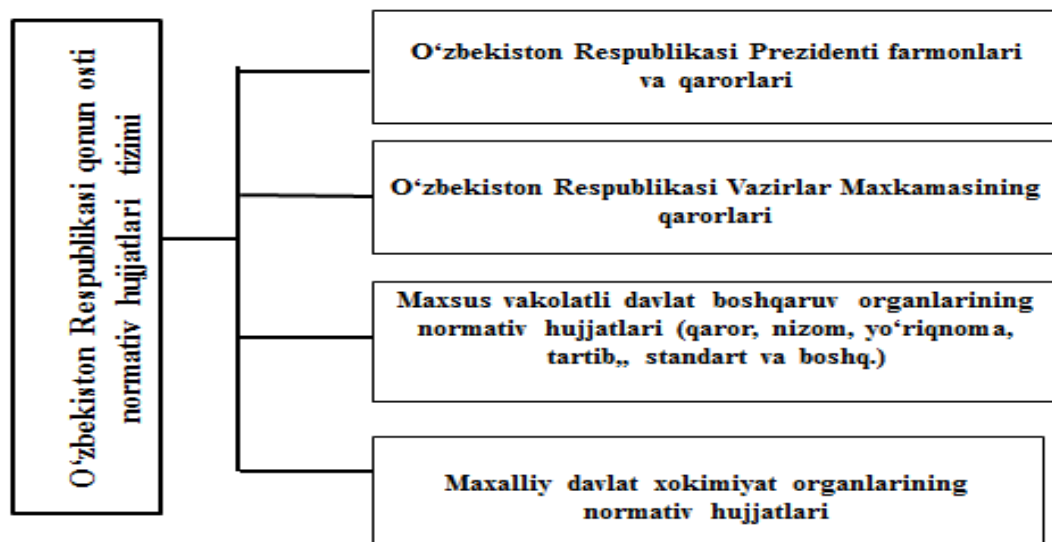 O‘zbekiston Respublikasi qonun osti
normativ hujjatlari tizimi
O‘zbekiston Respublikasi Prezidenti farmonlari
va qarorlari
O‘zbekiston Respublikasi Vazirlar Maxkamasining
qarorlari
Maxsus vakolatli davlat boshqaruv organlarining
normativ hujjatlari (qaror, nizom, yo‘riqnoma,
tartib,, standart va boshq.)
Maxalliy davlat xokimiyat organlarining
normativ hujjatlari